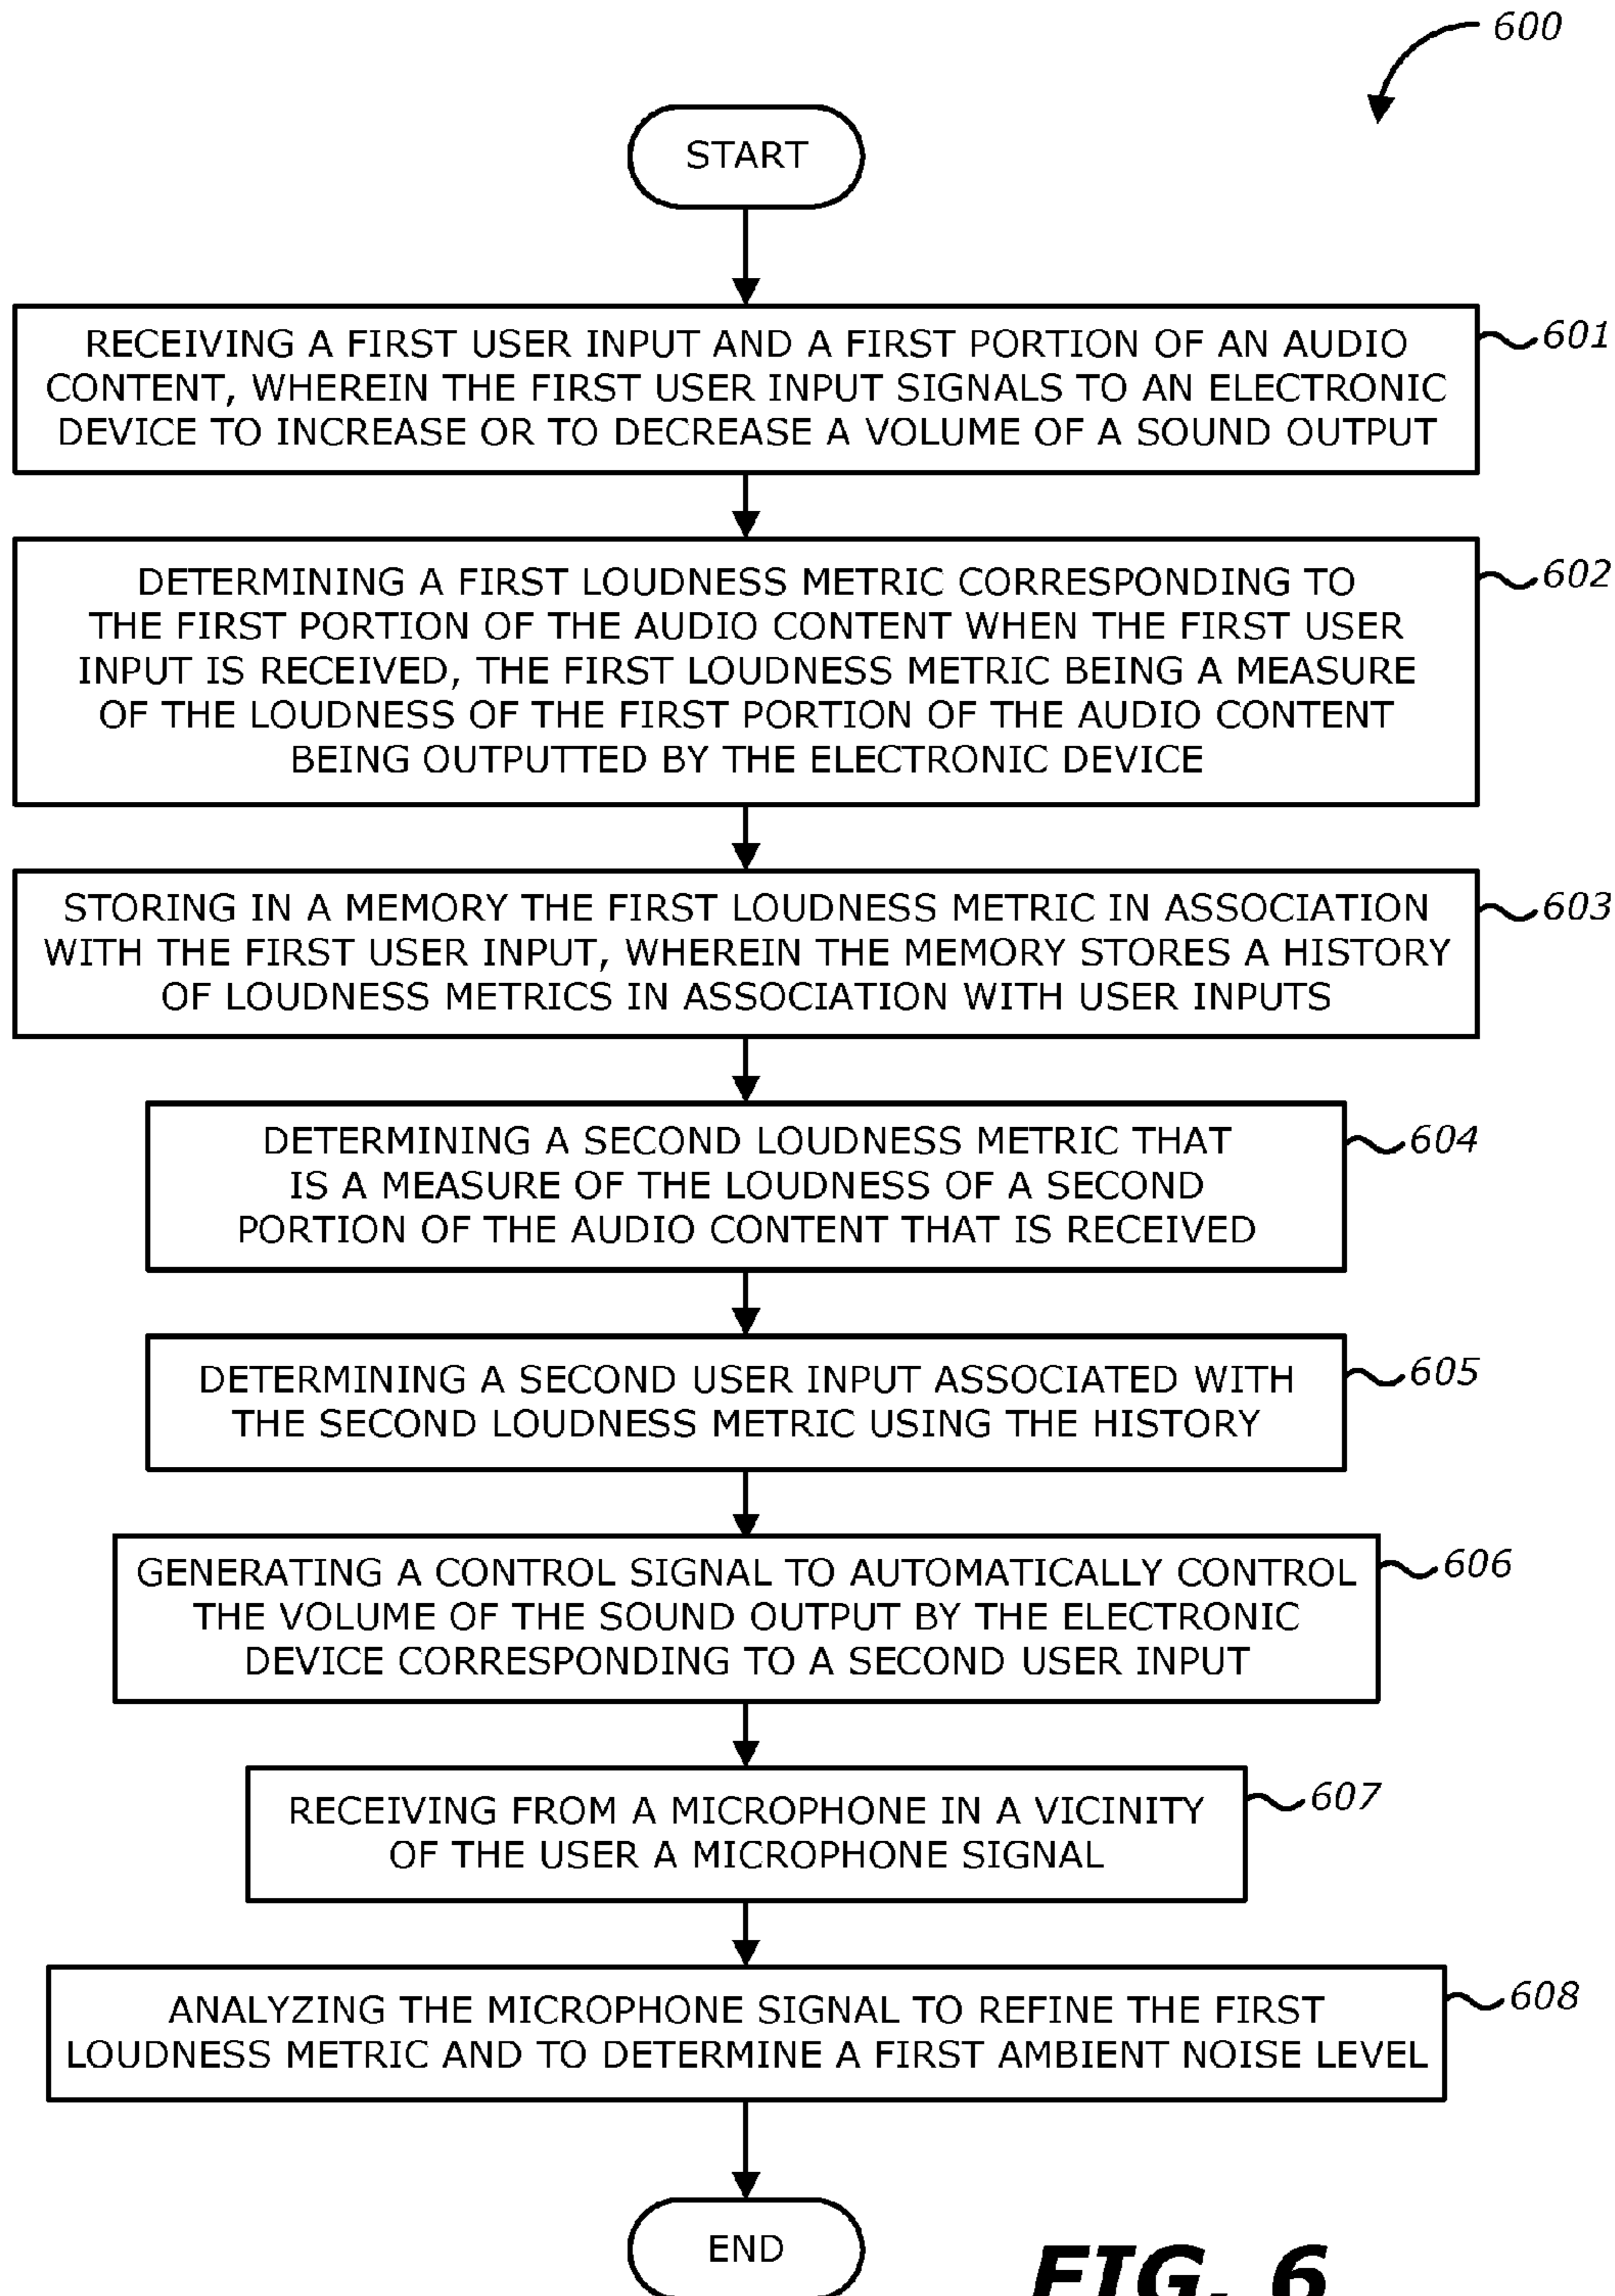 600
START
RECEIVING A FIRST USER INPUT AND A FIRST PORTION OF AN AUDIO
CONTENT, WHEREIN THE FIRST USER INPUT SIGNALS TO AN ELECTRONIC
DEVICE TO INCREASE OR TO DECREASE A VOLUME OF A SOUND OUTPUT
601
DETERMINING A FIRST LOUDNESS METRIC CORRESPONDING TO
THE FIRST PORTION OF THE AUDIO CONTENT WHEN THE FIRST USER
INPUT IS RECEIVED, THE FIRST LOUDNESS METRIC BEING A MEASURE
OF THE LOUDNESS OF THE FIRST PORTION OF THE AUDIO CONTENT
BEING OUTPUTTED BY THE ELECTRONIC DEVICE
602
STORING IN A MEMORY THE FIRST LOUDNESS METRIC IN ASSOCIATION
WITH THE FIRST USER INPUT, WHEREIN THE MEMORY STORES A HISTORY
OF LOUDNESS METRICS IN ASSOCIATION WITH USER INPUTS
603
DETERMINING A SECOND LOUDNESS METRIC THAT
IS A MEASURE OF THE LOUDNESS OF A SECOND
PORTION OF THE AUDIO CONTENT THAT IS RECEIVED
604
DETERMINING A SECOND USER INPUT ASSOCIATED WITH
THE SECOND LOUDNESS METRIC USING THE HISTORY
605
GENERATING A CONTROL SIGNAL TO AUTOMATICALLY CONTROL
THE VOLUME OF THE SOUND OUTPUT BY THE ELECTRONIC
DEVICE CORRESPONDING TO A SECOND USER INPUT
606
RECEIVING FROM A MICROPHONE IN A VICINITY
OF THE USER A MICROPHONE SIGNAL
607
ANALYZING THE MICROPHONE SIGNAL TO REFINE THE FIRST
LOUDNESS METRIC AND TO DETERMINE A FIRST AMBIENT NOISE LEVEL
608
END
FIG. 6